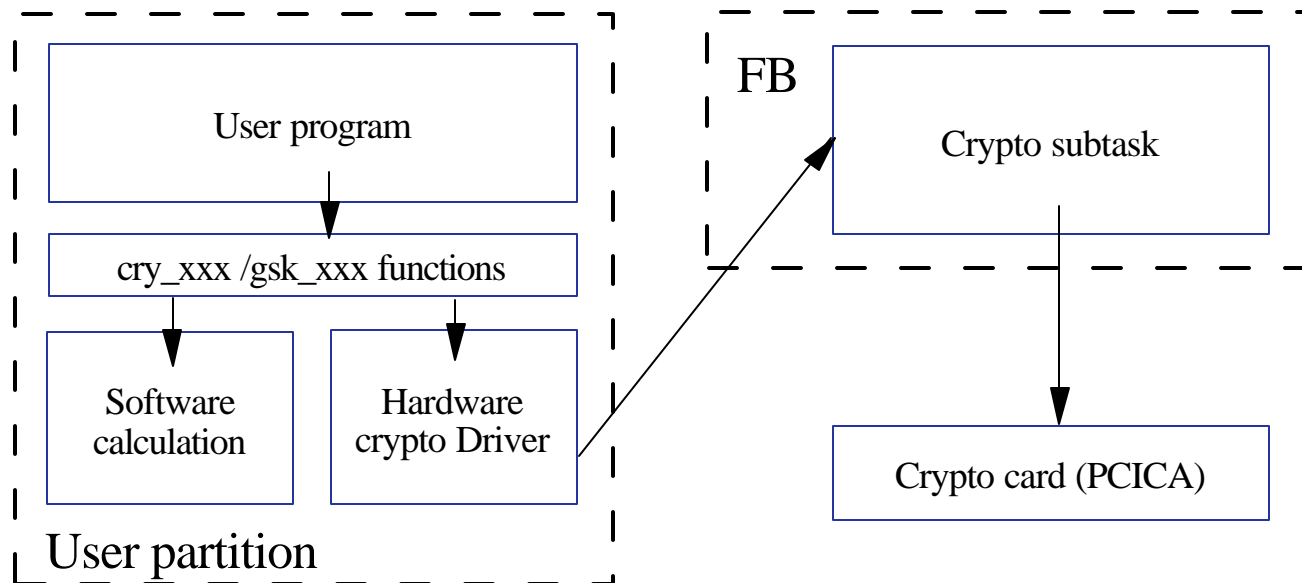 User program
cry_xxx /gsk_xxx functions
Software
calculation
Hardware
crypto Driver
User partition
FB
Crypto subtask
Crypto card (PCICA)